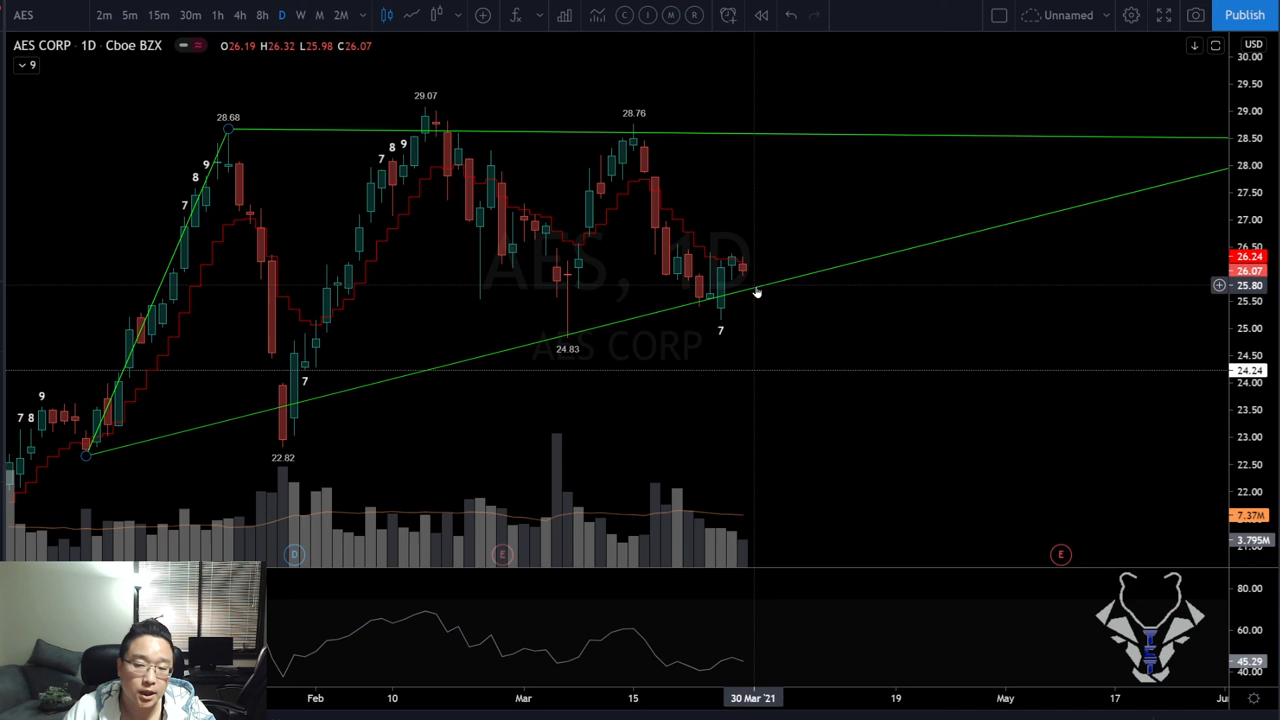 AES 2m 5m 15m 30m 1h 4h 8h D W M 2M C I M R Unnamed Publish
AES CORP • 1D • Cboe BZX O26.19 H26.32 L25.98 C26.07 USD
9
30.00
29.50
29.00
28.50
28.00
27.50
27.00
26.50
26.24
26.07
25.80
25.50
25.00
24.50
24.24
24.00
23.50
23.00
22.50
22.00
7.37M
3.795M
29.07
28.68
28.76
7 8 9
7 8 9
7 8 9
AES, 1D
AES CORP
24.83
22.82
7
7
D E E
80.00
60.00
45.29
40.00
Feb 10 Mar 15 30 Mar '21 19 May 17